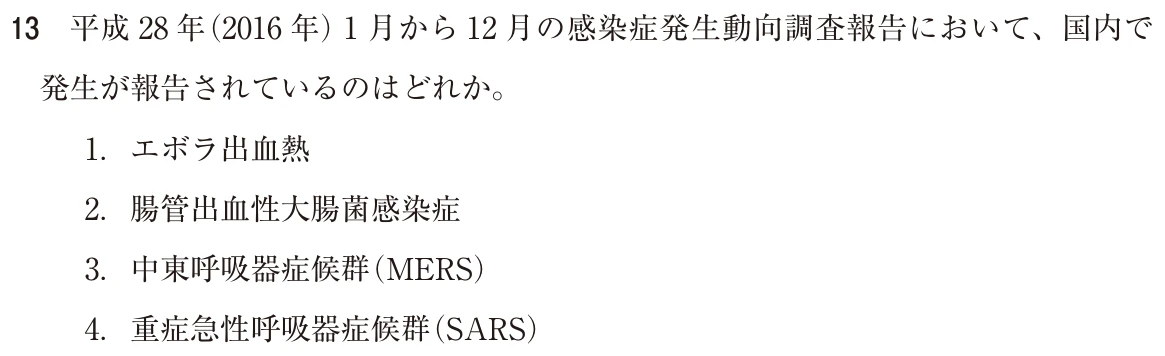 13 平成 28 年(2016 年) 1 月から 12 月の感染症発生動向調査報告において、国内で
発生が報告されているのはどれか。
1. エボラ出血熱
2. 腸管出血性大腸菌感染症
3. 中東呼吸器症候群(MERS)
4. 重症急性呼吸器症候群(SARS)